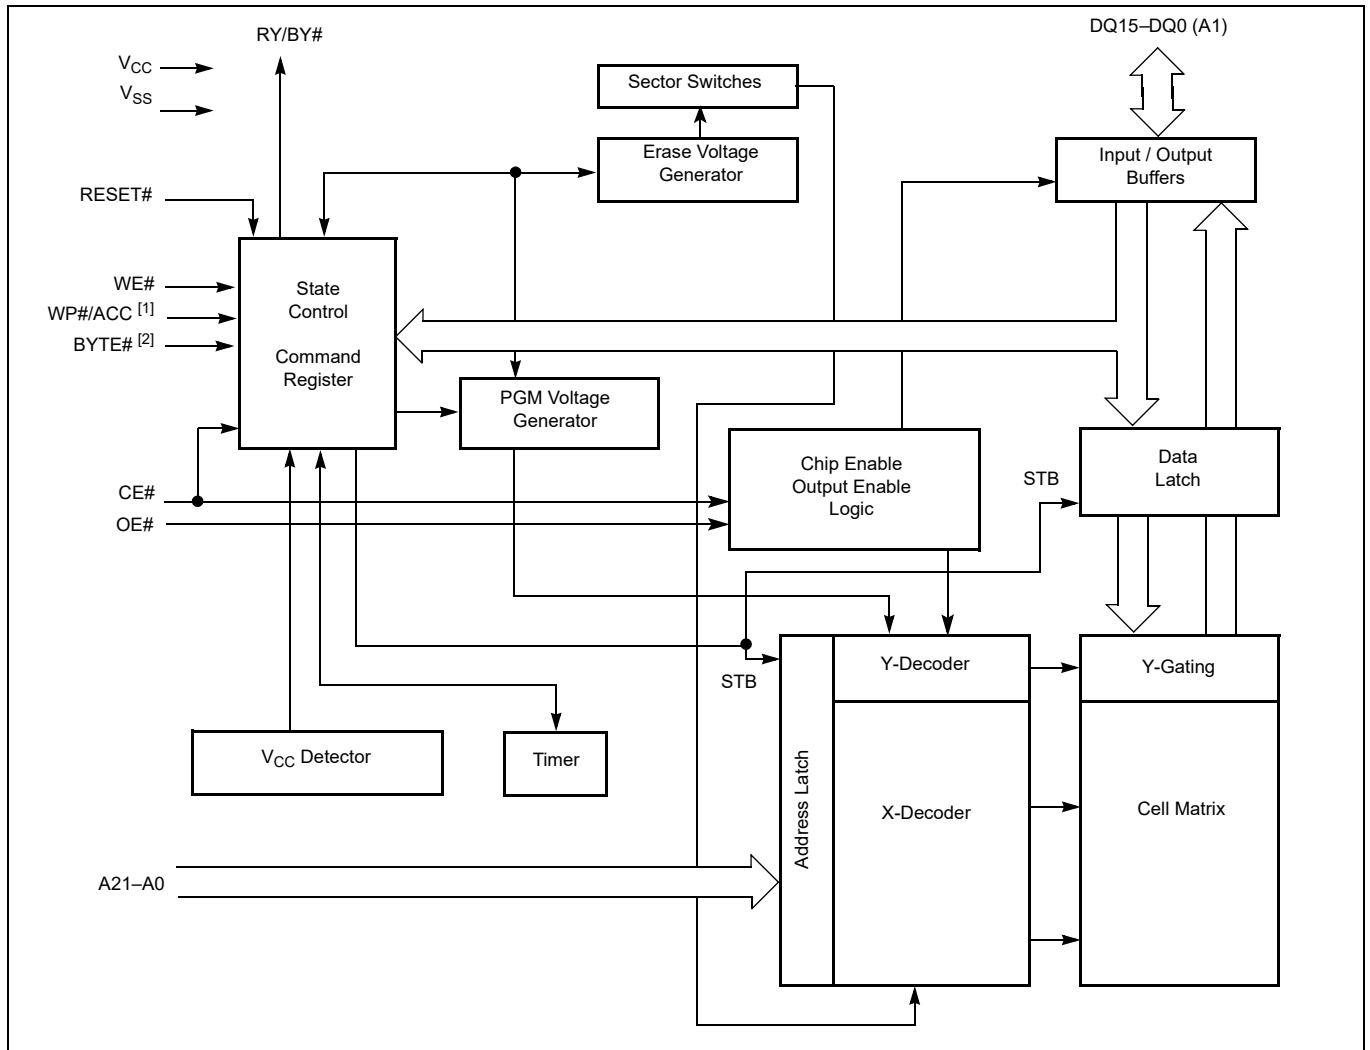 RY/BY#
DQ15–DQ0 (A1)
VCC
VSS
Sector Switches
Erase Voltage
Generator
Input / Output
Buffers
RESET#
WE#
WP#/ACC [1]
BYTE# [2]
State
Control
Command
Register
PGM Voltage
Generator
Chip Enable
Output Enable
Logic
Data
Latch
STB
CE#
OE#
STB
Y-Decoder
Y-Gating
VCC Detector
Timer
Address Latch
X-Decoder
Cell Matrix
A21–A0